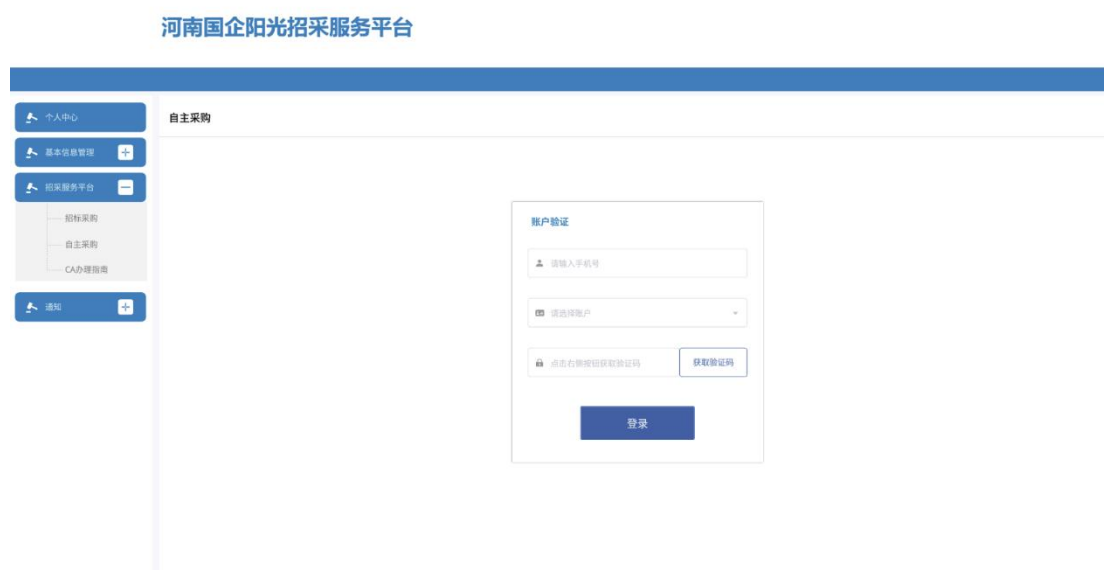 河南国企阳光招采服务平台
个人中心
基本信息管理
招采服务平台
招标采购
自主采购
CA办理指南
通知
自主采购
账户验证
请输入手机号
请选择账户
点击右侧按钮获取验证码
获取验证码
登录